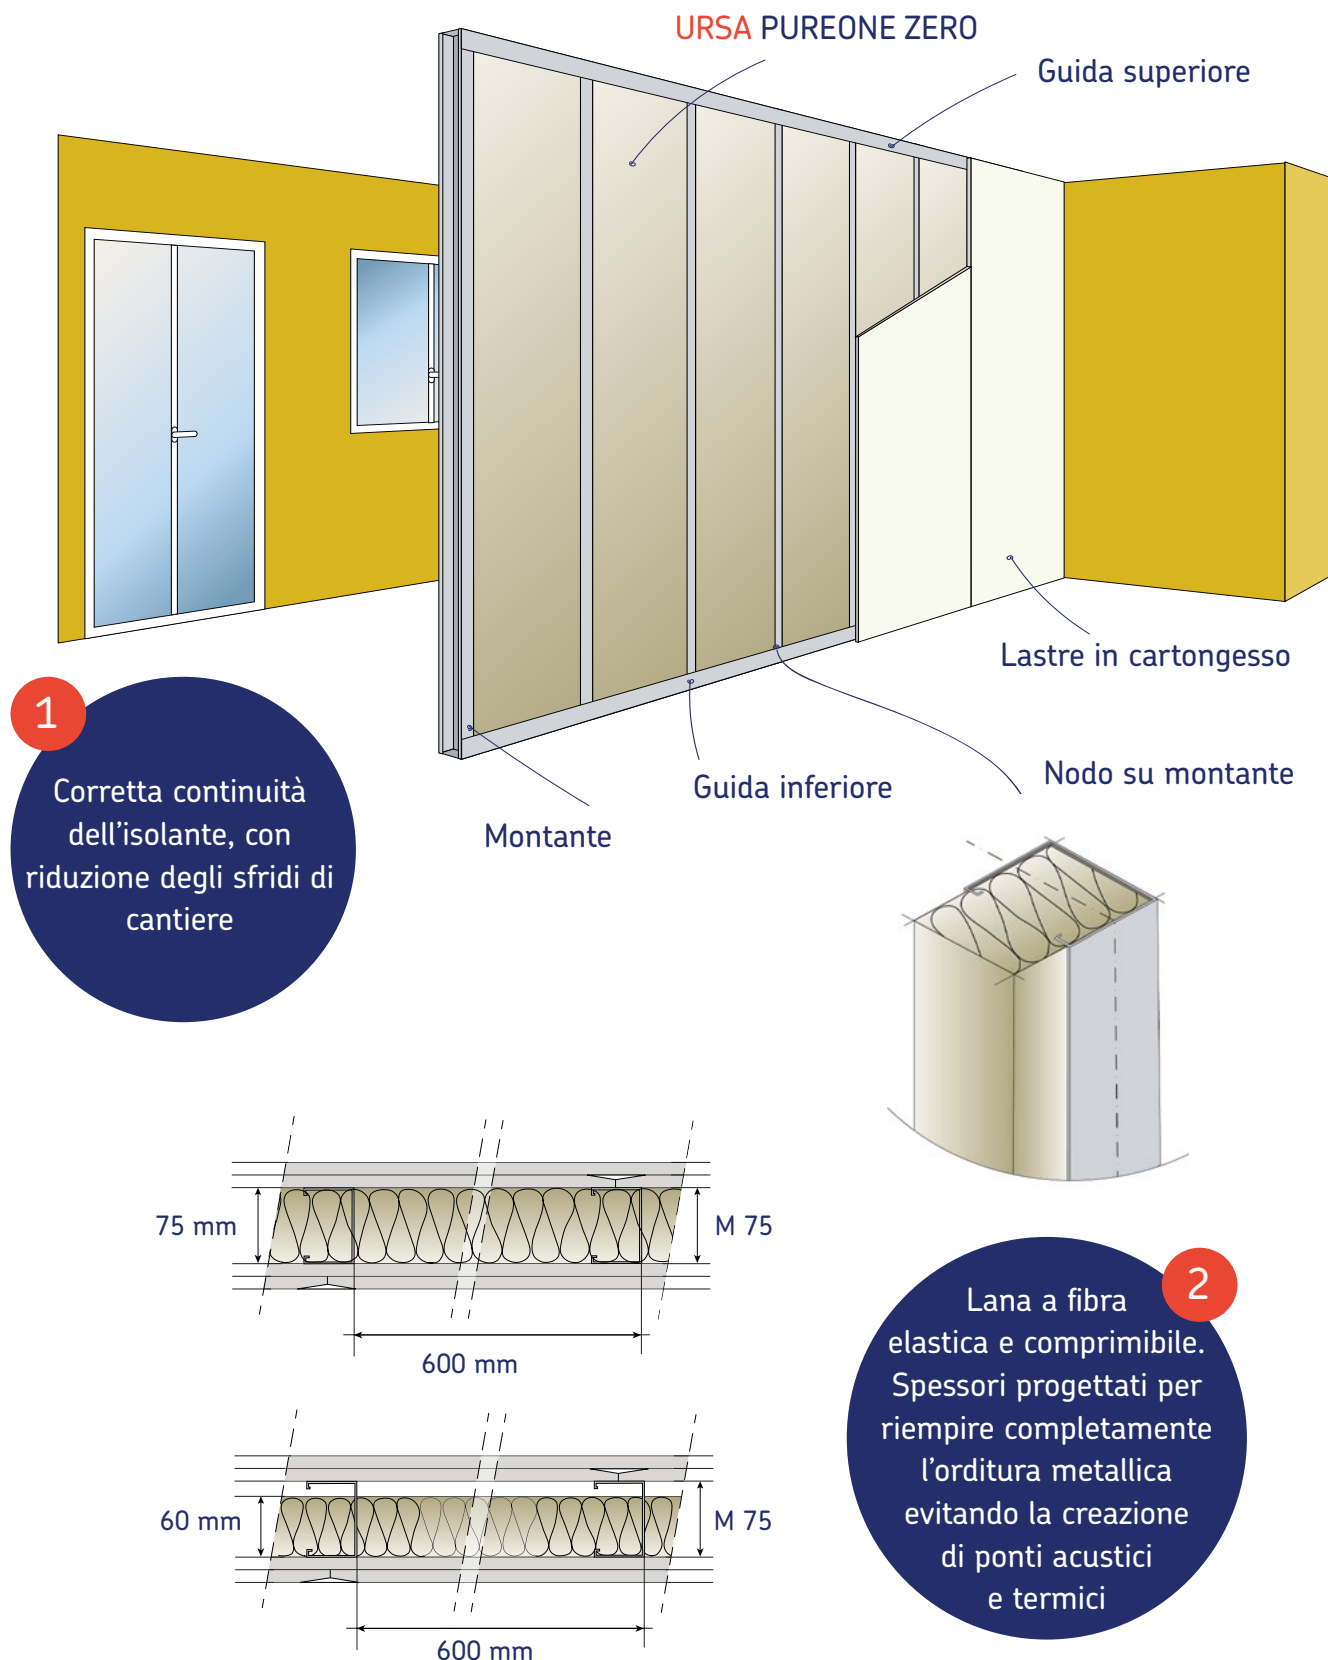 URSA PUREONE ZERO
Guida superiore
Lastre in cartongesso
Nodo su montante
Guida inferiore
Montante
1
Corretta continuità
dell’isolante, con
riduzione degli sfridi di
cantiere
75 mm
M 75
600 mm
60 mm
M 75
600 mm
2
Lana a fibra
elastica e comprimibile.
Spessori progettati per
riempire completamente
l’orditura metallica
evitando la creazione
di ponti acustici
e termici